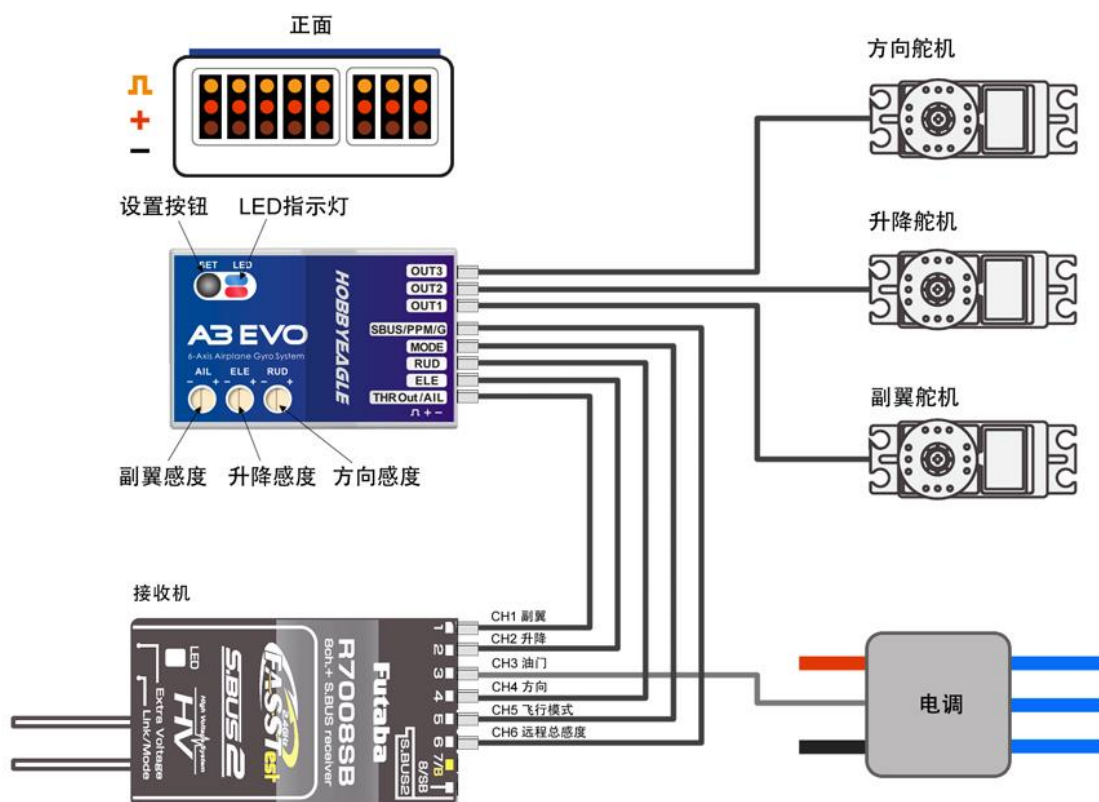 正面
+
−
设置按钮
LED指示灯
SET
LED
A3 EVO
6-Axis Airplane Gyro System
AIL
ELE
RUD
− +
− +
− +
HOBBYEAGLE
OUT3
OUT2
OUT1
SBUS/PPM/G
MODE
RUD
ELE
THR Out/AIL
+ −
副翼感度
升降感度
方向感度
方向舵机
升降舵机
副翼舵机
接收机
LED
Extra Voltage
Link/Mode
HV
High Voltage System
S.BUS2
FASSTest
2.4GHz
R7008SB
8ch.+ S.BUS receiver
Futaba
S.BUS2
1
2
3
4
5
6
7/B
8/SB
CH1 副翼
CH2 升降
CH3 油门
CH4 方向
CH5 飞行模式
CH6 远程总感度
电调